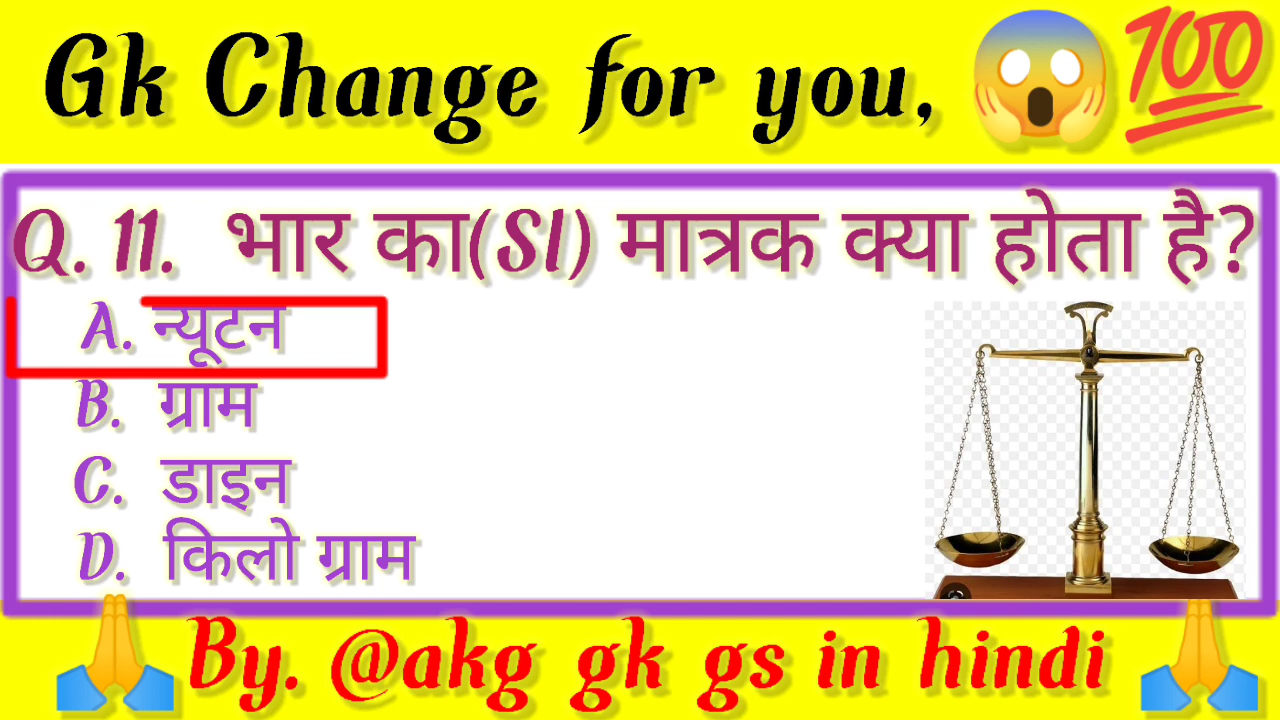 Gk Change for you, 😱💯
Q. 11. भार का(SI) मात्रक क्या होता है?
A. न्यूटन
B. ग्राम
C. डाइन
D. किलो ग्राम
🙏By. @akg gk gs in hindi🙏